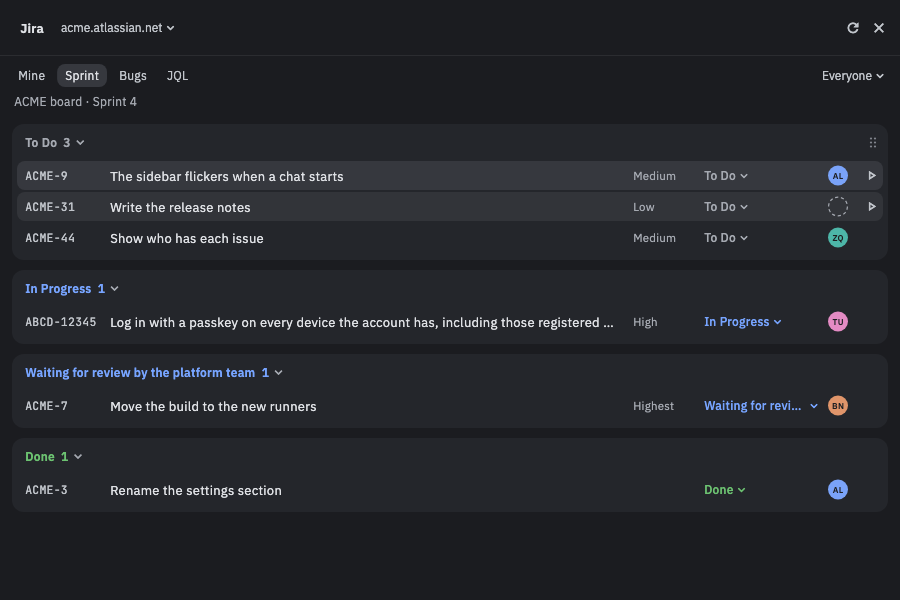 Jira acme.atlassian.net
Mine Sprint Bugs JQL Everyone
ACME board · Sprint 4
To Do 3
ACME-9 The sidebar flickers when a chat starts Medium To Do AL
ACME-31 Write the release notes Low To Do
ACME-44 Show who has each issue Medium To Do ZQ
In Progress 1
ABCD-12345 Log in with a passkey on every device the account has, including those registered ... High In Progress TU
Waiting for review by the platform team 1
ACME-7 Move the build to the new runners Highest Waiting for revi... BN
Done 1
ACME-3 Rename the settings section Done AL